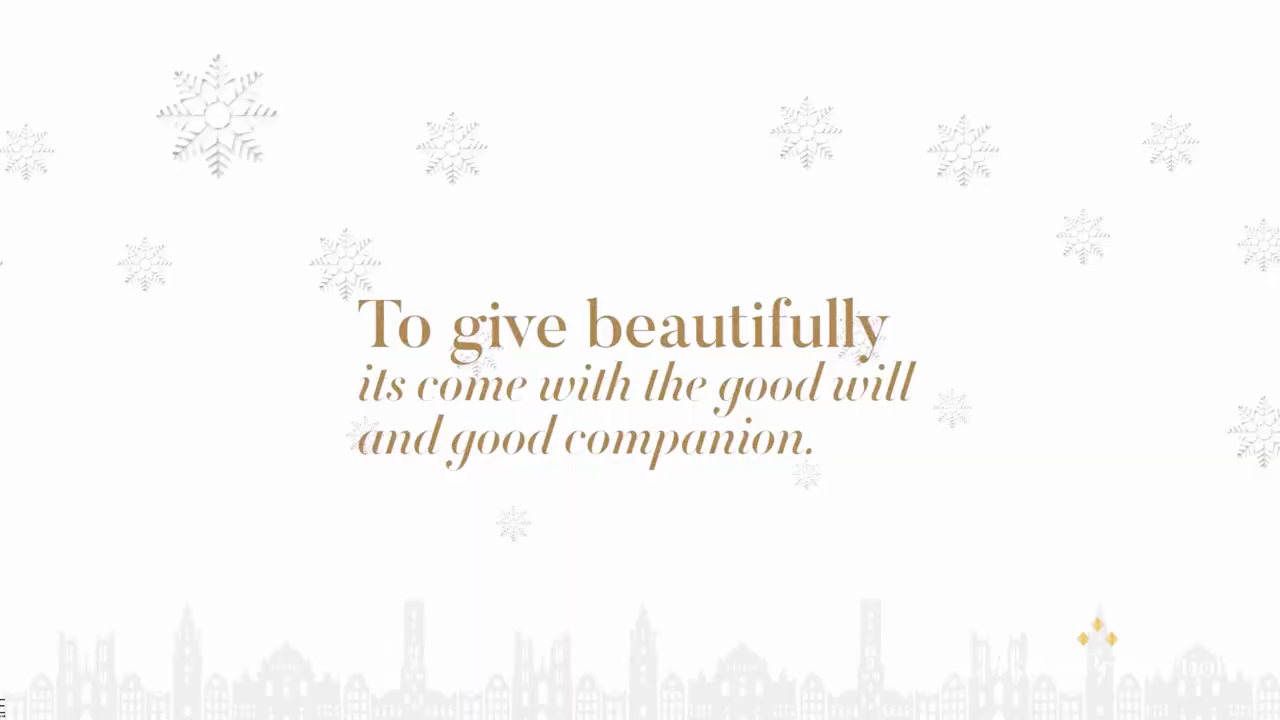 To give beautifully
its come with the good will
and good companion.